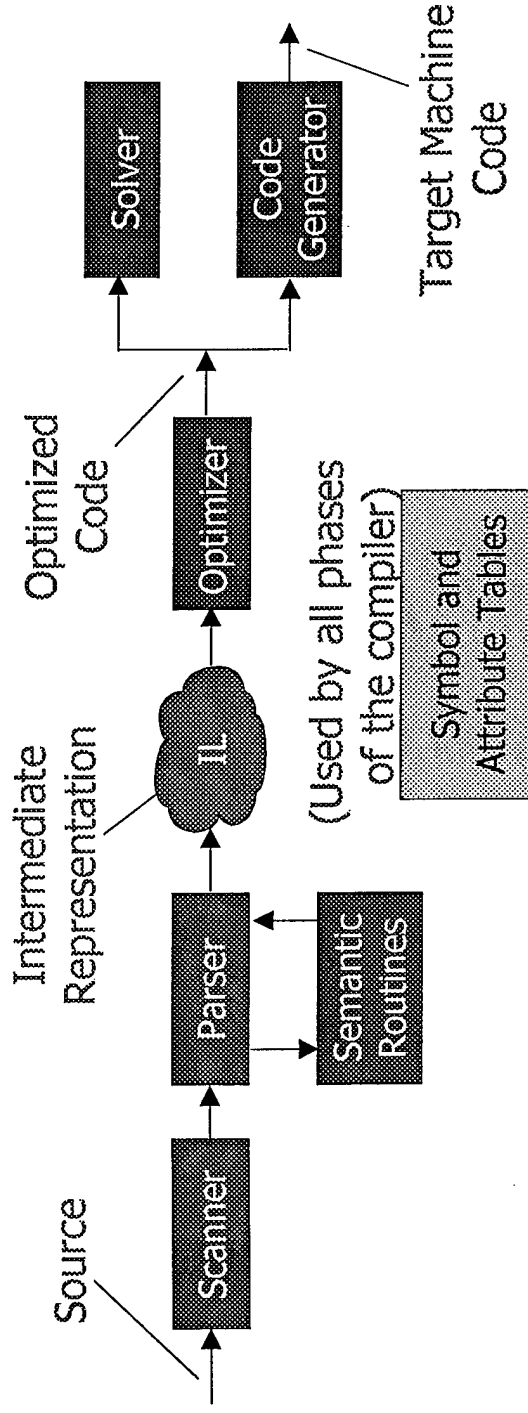 Source
Scanner
Parser
Semantic
Routines
Intermediate
Representation
IL
Optimizer
Optimized
Code
Solver
Code
Generator
Target Machine
Code
(Used by all phases
of the compiler)
Symbol and
Attribute Tables